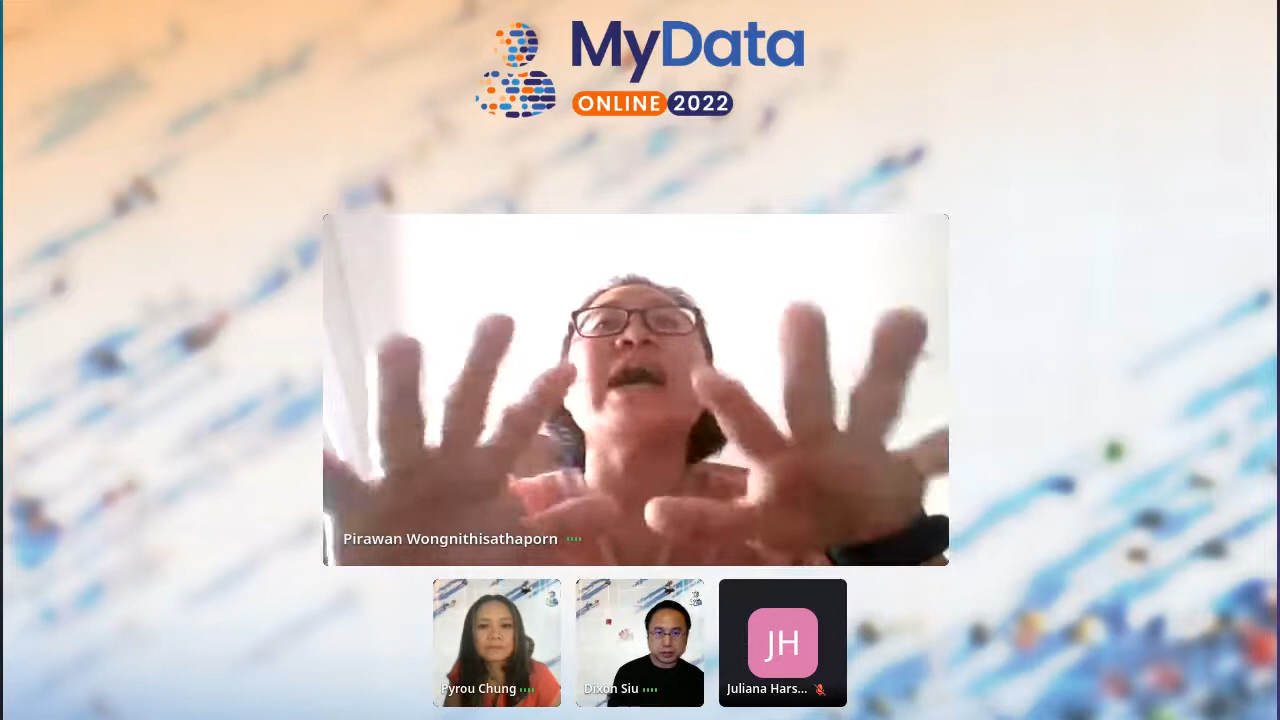 MyData
ONLINE 2022
Pirawan Wongnithisathaporn
Pyrou Chung
Dixon Siu
JH
Juliana Hars...